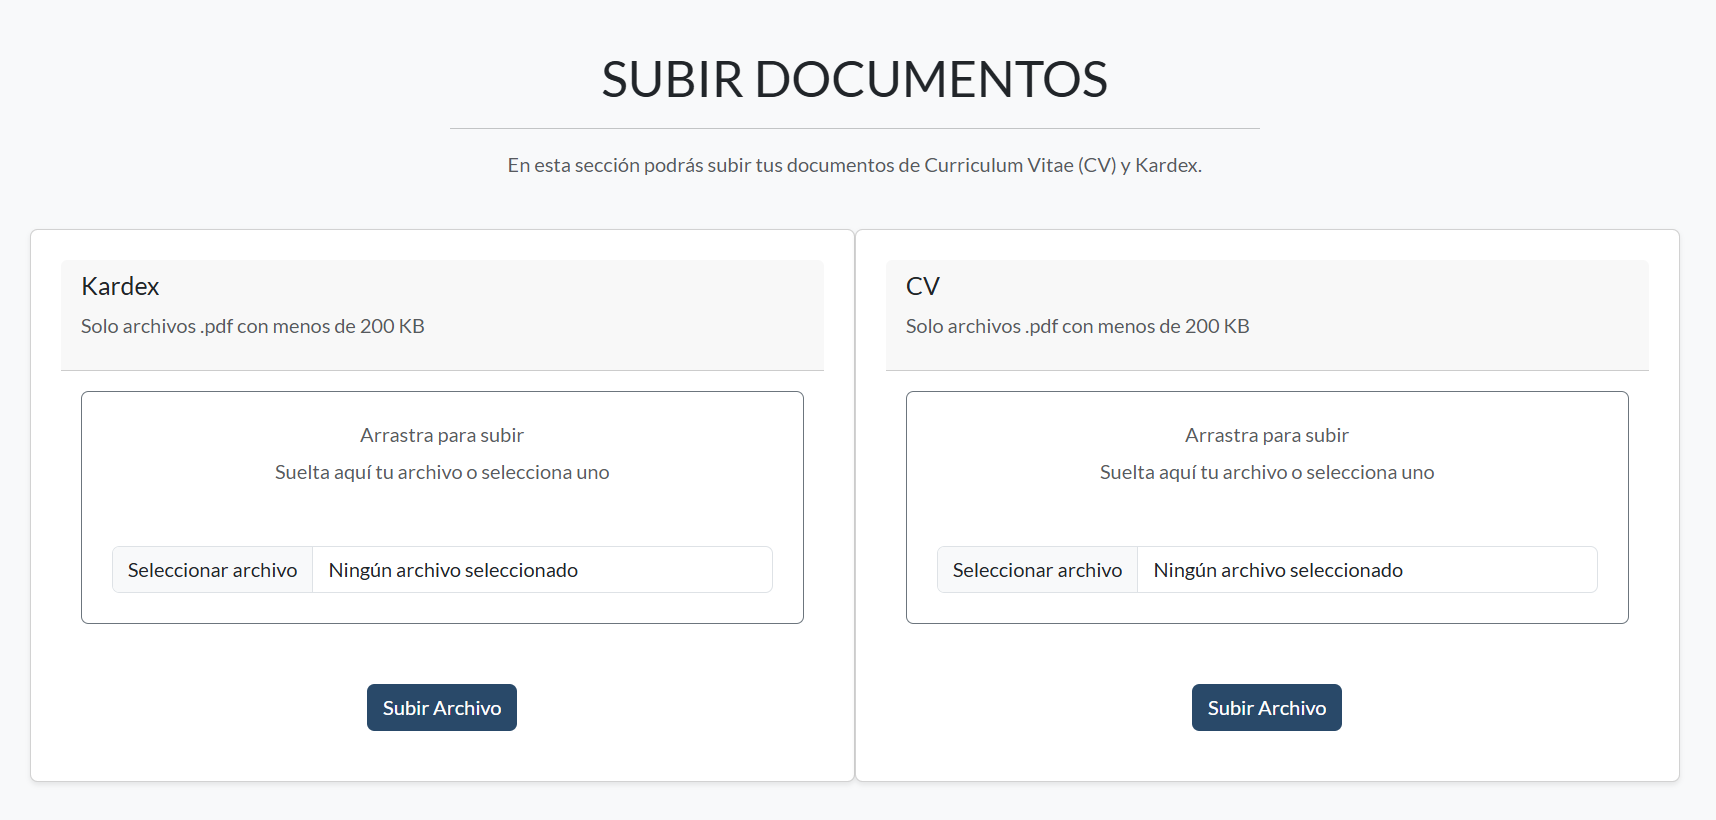 SUBIR DOCUMENTOS
En esta sección podrás subir tus documentos de Curriculum Vitae (CV) y Kardex.
Kardex
Solo archivos .pdf con menos de 200 KB
Arrastra para subir
Suelta aquí tu archivo o selecciona uno
Seleccionar archivo Ningún archivo seleccionado
Subir Archivo
CV
Solo archivos .pdf con menos de 200 KB
Arrastra para subir
Suelta aquí tu archivo o selecciona uno
Seleccionar archivo Ningún archivo seleccionado
Subir Archivo